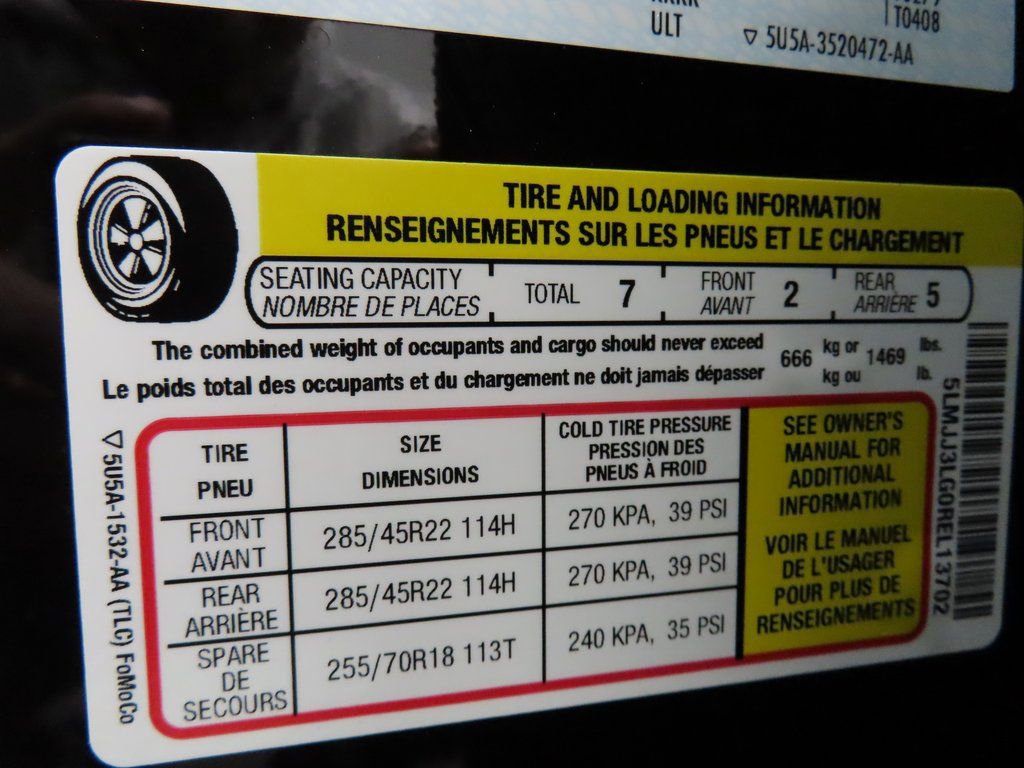 ULT
T0408
▽ 5U5A-3520472-AA
TIRE AND LOADING INFORMATION
RENSEIGNEMENTS SUR LES PNEUS ET LE CHARGEMENT
SEATING CAPACITY
NOMBRE DE PLACES
TOTAL 7
FRONT
AVANT
2
REAR
ARRIÈRE
5
The combined weight of occupants and cargo should never exceed
Le poids total des occupants et du chargement ne doit jamais dépasser
666
kg or
kg ou
1469
lbs.
lb.
TIRE
PNEU
SIZE
DIMENSIONS
COLD TIRE PRESSURE
PRESSION DES
PNEUS À FROID
FRONT
AVANT
285/45R22 114H
270 KPA, 39 PSI
REAR
ARRIÈRE
285/45R22 114H
270 KPA, 39 PSI
SPARE
DE
SECOURS
255/70R18 113T
240 KPA, 35 PSI
SEE OWNER'S
MANUAL FOR
ADDITIONAL
INFORMATION
VOIR LE MANUEL
DE L'USAGER
POUR PLUS DE
RENSEIGNEMENTS
▽ 5U5A-1532-AA (TLC) FoMoCo
5LMJJ3LG0REL13702